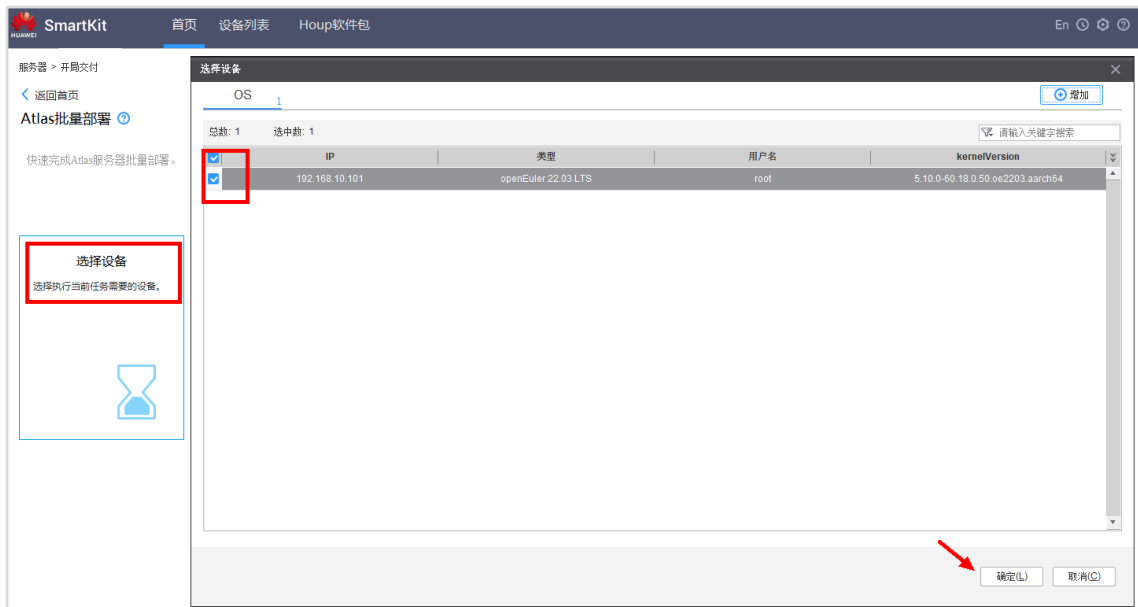 HUAWEI SmartKit 首页 设备列表 Houp软件包 En
服务器 > 开局交付
返回首页
Atlas批量部署
快速完成Atlas服务器批量部署。
选择设备
选择执行当前任务需要的设备。
选择设备
OS 1 增加
总数: 1 选中数: 1 请输入关键字搜索
IP 类型 用户名 kernelVersion
192.168.10.101 openEuler 22.03 LTS root 5.10.0-60.18.0.50.oe2203.aarch64
确定(L) 取消(C)